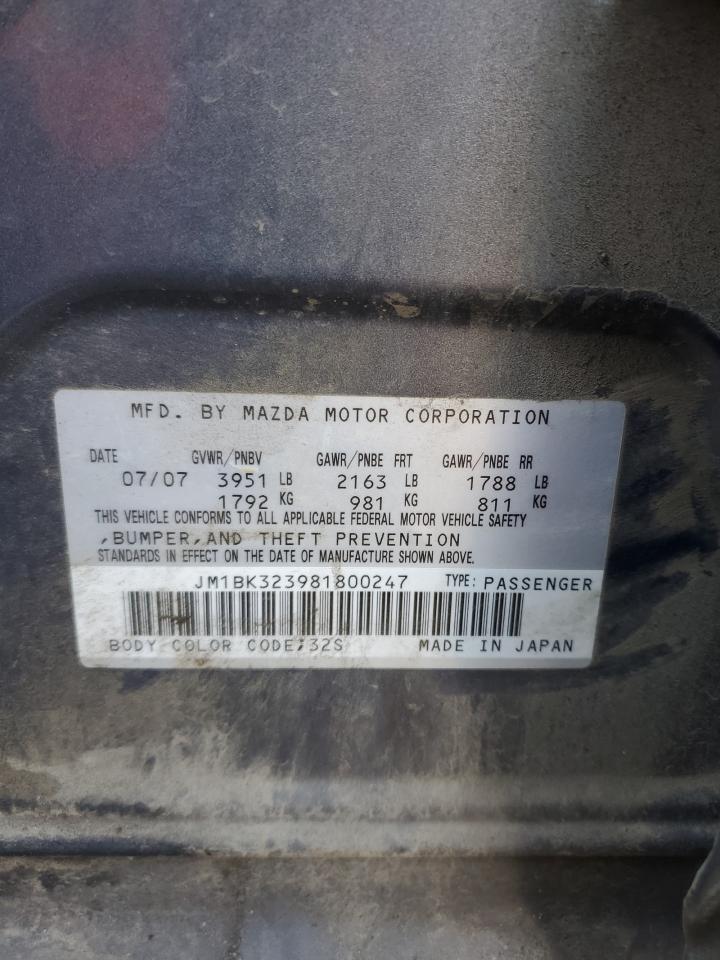 MFD. BY MAZDA MOTOR CORPORATION
DATE GVWR/PNBV GAWR/PNBE FRT GAWR/PNBE RR
07/07 3951 LB 2163 LB 1788 LB
1792 KG 981 KG 811 KG
THIS VEHICLE CONFORMS TO ALL APPLICABLE FEDERAL MOTOR VEHICLE SAFETY
,BUMPER,AND THEFT PREVENTION
STANDARDS IN EFFECT ON THE DATE OF MANUFACTURE SHOWN ABOVE.
JM1BK323981800247 TYPE: PASSENGER
BODY COLOR CODE;32S MADE IN JAPAN